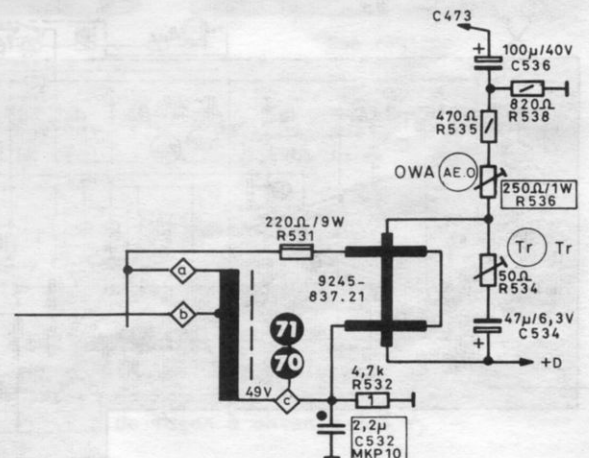 C473
+
100µ/40V
C536
820Ω
R538
470Ω
R535
OWA AE.O
250Ω/1W
R536
220Ω/9W
R531
Tr Tr
a
50Ω
R534
9245-
837.21
b
47µ/6,3V
C534
+
71
70
+D
4,7k
R532
49V
c
1
2,2µ
C532
MKP10